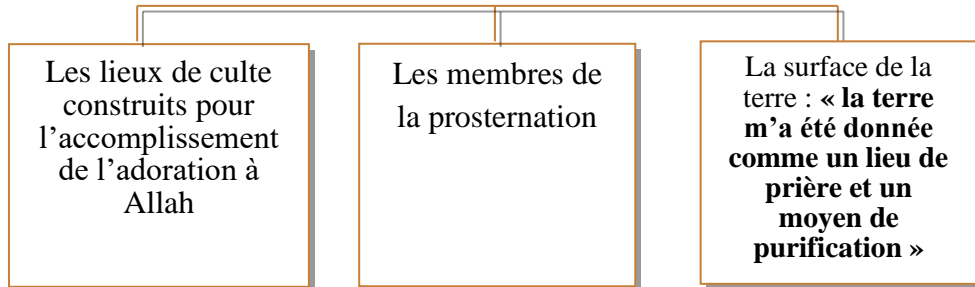 Les lieux de culte
construits pour
l’accomplissement
de l’adoration à
Allah
Les membres de
la prosternation
La surface de la
terre : « la terre
m’a été donnée
comme un lieu de
prière et un
moyen de
purification »